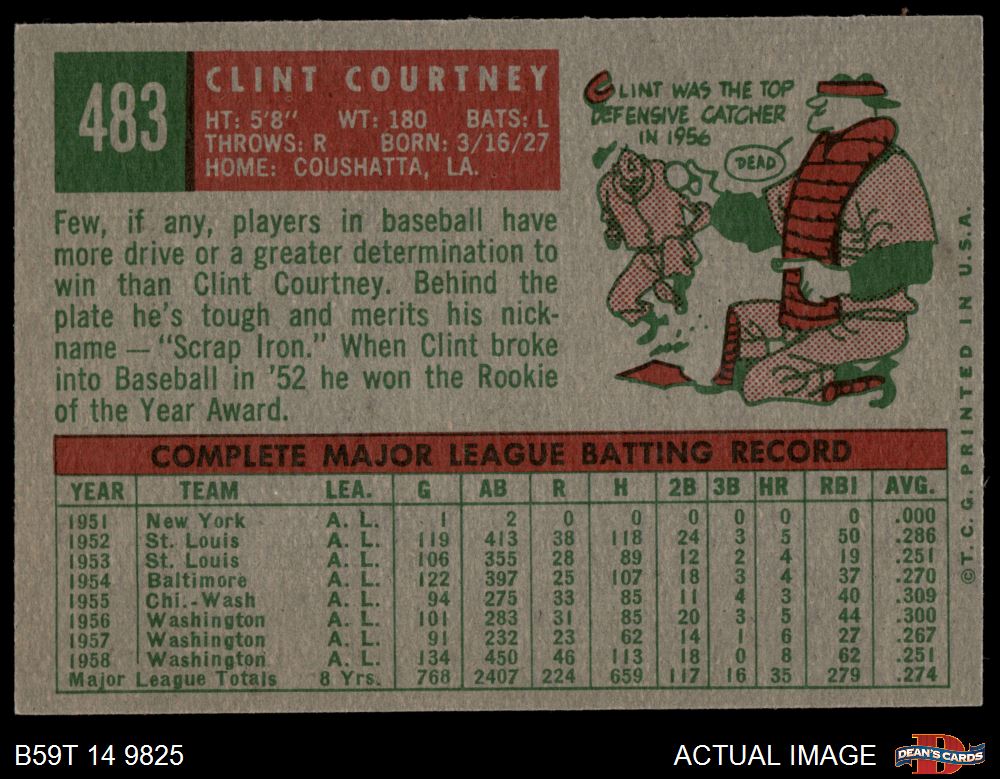 483
CLINT COURTNEY
HT: 5'8" WT: 180 BATS: L
THROWS: R BORN: 3/16/27
HOME: COUSHATTA, LA.
CLINT WAS THE TOP
DEFENSIVE CATCHER
IN 1956
DEAD
Few, if any, players in baseball have
more drive or a greater determination to
win than Clint Courtney. Behind the
plate he's tough and merits his nick-
name — "Scrap Iron." When Clint broke
into Baseball in '52 he won the Rookie
of the Year Award.
COMPLETE MAJOR LEAGUE BATTING RECORD
YEAR TEAM LEA. G AB R H 2B 3B HR RBI AVG.
1951 New York A. L. 1 2 0 0 0 0 0 0 .000
1952 St. Louis A. L. 119 413 38 118 24 3 5 50 .286
1953 St. Louis A. L. 106 355 28 89 12 2 4 19 .251
1954 Baltimore A. L. 122 397 25 107 18 3 4 37 .270
1955 Chi.-Wash A. L. 94 275 33 85 11 4 3 40 .309
1956 Washington A. L. 101 283 31 85 20 3 5 44 .300
1957 Washington A. L. 91 232 23 62 14 1 6 27 .267
1958 Washington A. L. 134 450 46 113 18 0 8 62 .251
Major League Totals 8 Yrs. 768 2407 224 659 117 16 35 279 .274
© T. C. G. PRINTED IN U.S.A.
B59T 14 9825
ACTUAL IMAGE
DEAN'S CARDS